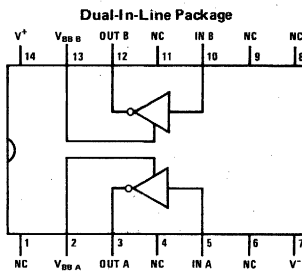 Dual-In-Line Package
V+ VBB B OUT B NC IN B NC NC
14 13 12 11 10 9 8
1 2 3 4 5 6 7
NC VBB A OUT A NC IN A NC V-